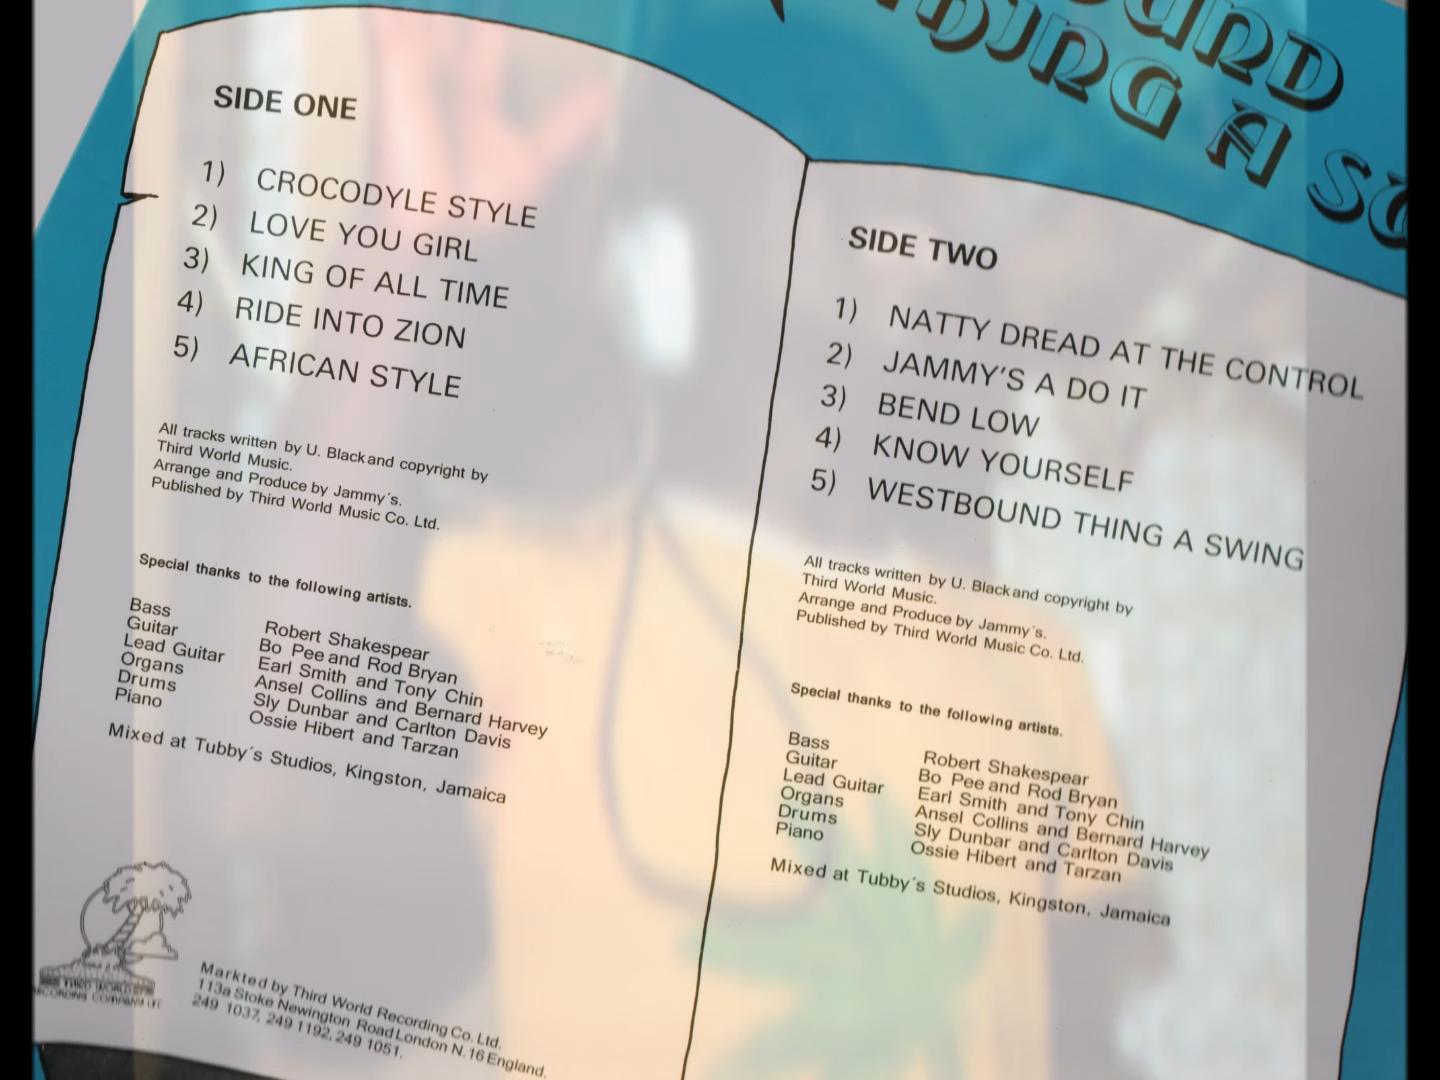 SIDE ONE
1) CROCODYLE STYLE
2) LOVE YOU GIRL
3) KING OF ALL TIME
4) RIDE INTO ZION
5) AFRICAN STYLE
All tracks written by U. Black and copyright by
Third World Music.
Arrange and Produce by Jammy´s.
Published by Third World Music Co. Ltd.
Special thanks to the following artists.
Bass Robert Shakespear
Guitar Bo Pee and Rod Bryan
Lead Guitar Earl Smith and Tony Chin
Organs Ansel Collins and Bernard Harvey
Drums Sly Dunbar and Carlton Davis
Piano Ossie Hibert and Tarzan
Mixed at Tubby´s Studios, Kingston, Jamaica
THIRD WORLD
RECORDING COMPANY LTD
Markted by Third World Recording Co. Ltd.
113a Stoke Newington Road London N.16 England.
249 1037, 249 1192, 249 1051.
DING A
SIDE TWO
1) NATTY DREAD AT THE CONTROL
2) JAMMY'S A DO IT
3) BEND LOW
4) KNOW YOURSELF
5) WESTBOUND THING A SWING
All tracks written by U. Black and copyright by
Third World Music.
Arrange and Produce by Jammy´s.
Published by Third World Music Co. Ltd.
Special thanks to the following artists.
Bass Robert Shakespear
Guitar Bo Pee and Rod Bryan
Lead Guitar Earl Smith and Tony Chin
Organs Ansel Collins and Bernard Harvey
Drums Sly Dunbar and Carlton Davis
Piano Ossie Hibert and Tarzan
Mixed at Tubby´s Studios, Kingston, Jamaica